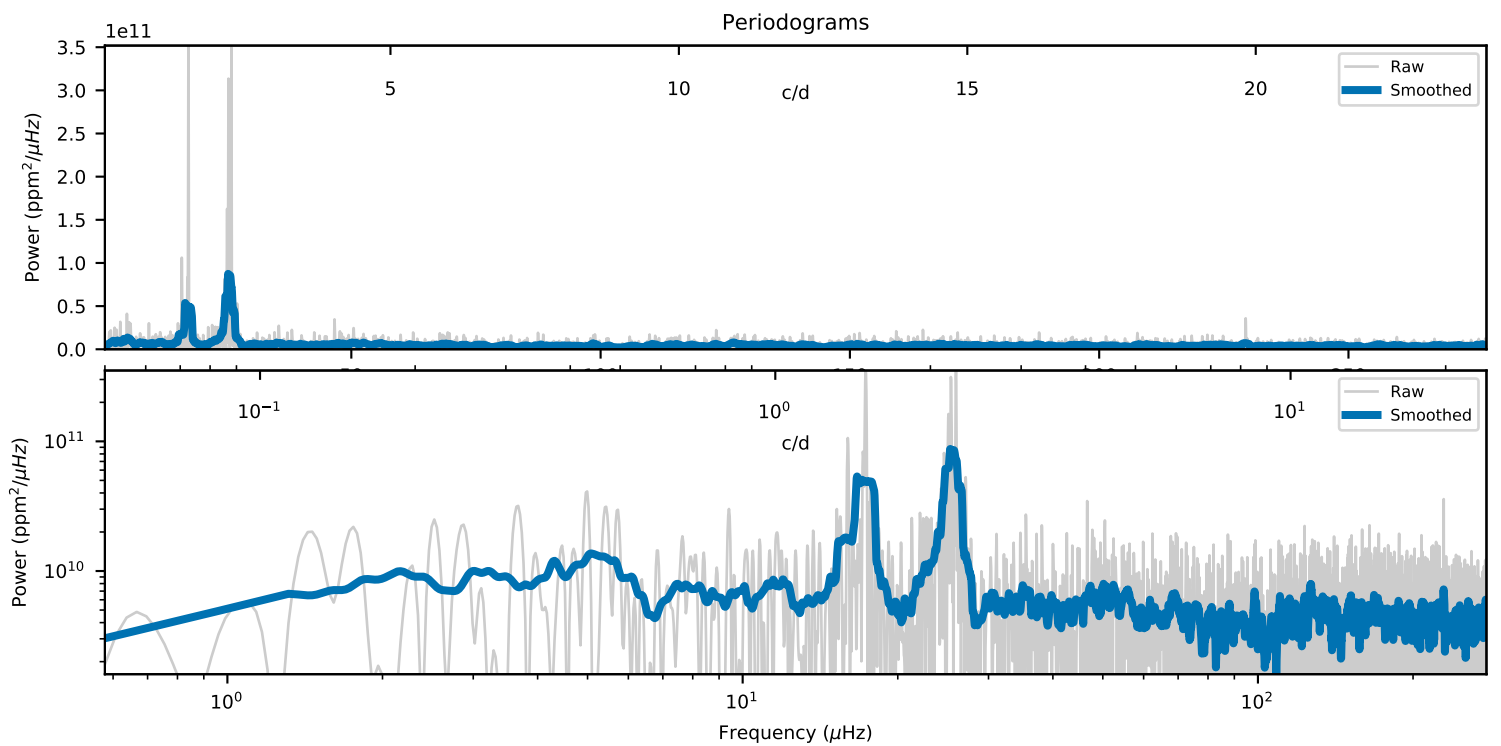 Periodograms
1e11
3.5
3.0
2.5
2.0
1.5
1.0
0.5
0.0
Power (ppm²/μHz)
5 10 15 20
c/d
Raw
Smoothed
10⁻¹ 10⁰ 10¹
c/d
Raw
Smoothed
10¹¹
10¹⁰
Power (ppm²/μHz)
10⁰ 10¹ 10²
Frequency (μHz)